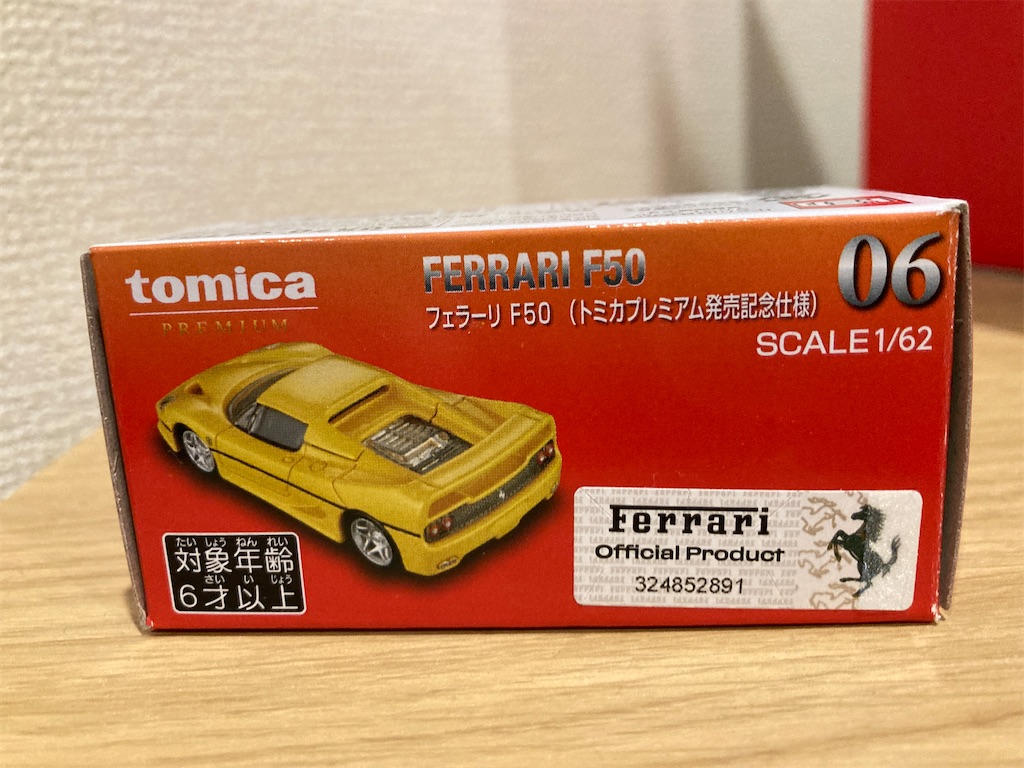 tomica
PREMIUM
FERRARI F50
フェラーリ F50 (トミカプレミアム発売記念仕様)
06
SCALE 1/62
たいしょうねんれい
対象年齢
さい い じょう
6才以上
Ferrari
Official Product
324852891